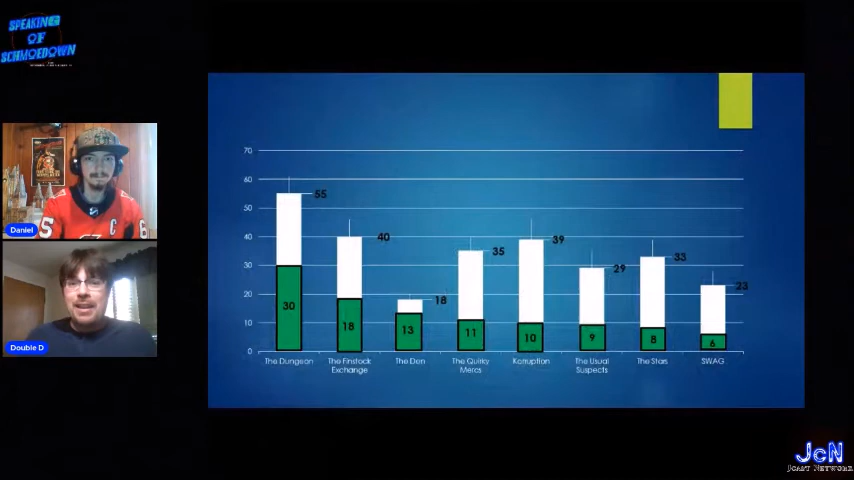 SPEAKING
OF
SCHMOEDOWN
Daniel
Double D
70
60
50
40
30
20
10
0
55
40
18
35
39
29
33
23
30
18
13
11
10
9
8
6
The Dungeon
The Finstock
Exchange
The Den
The Quirky
Mercs
Korruption
The Usual
Suspects
The Stars
SWAG
JcN
JCART NETWORK